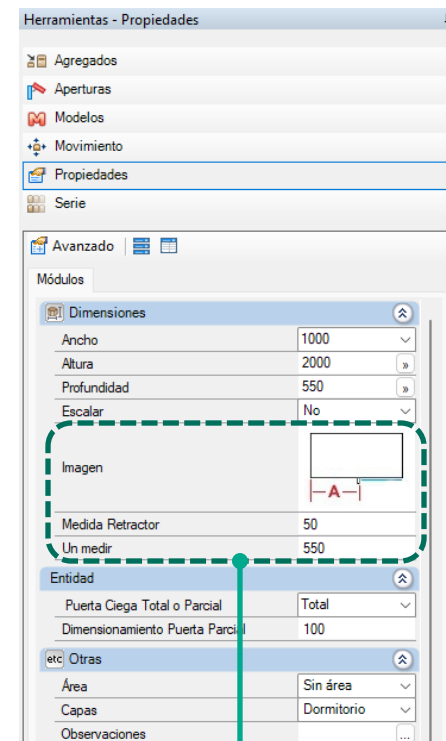 Herramientas - Propiedades
Agregados
Aperturas
Modelos
Movimiento
Propiedades
Serie
Avanzado
Módulos
Dimensiones
Ancho 1000
Altura 2000
Profundidad 550
Escalar No
Imagen
A
Medida Retractor 50
Un medir 550
Entidad
Puerta Ciega Total o Parcial Total
Dimensionamiento Puerta Parcial 100
etc Otras
Área Sin área
Capas Dormitorio
Observaciones ...